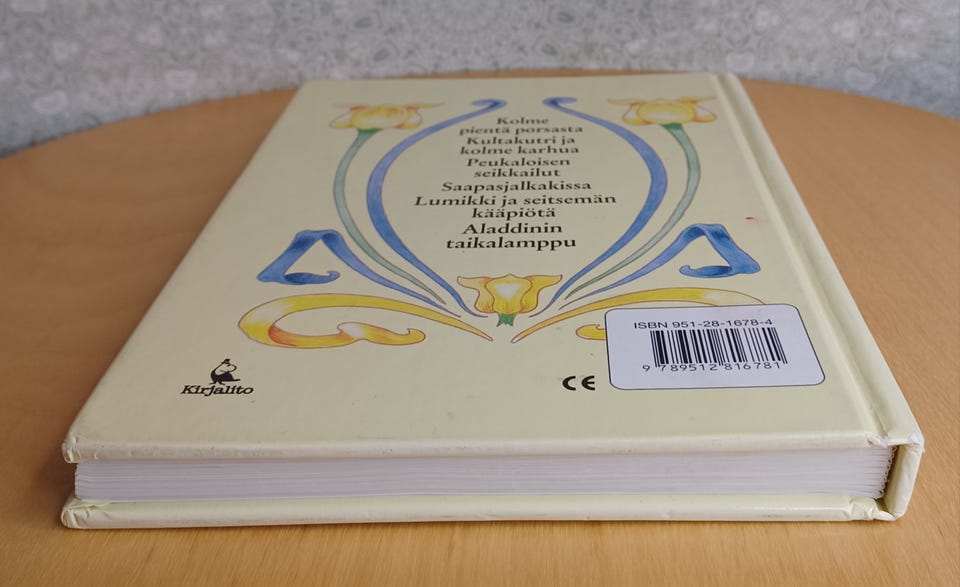 Kolme
pientä porsasta
Kultakutri ja
kolme karhua
Peukaloisen
seikkailut
Saapasjalkakissa
Lumikki ja seitsemän
kääpiötä
Aladdinin
taikalamppu
ISBN 951-28-1678-4
9 789512 816781
CE
Kirjalito